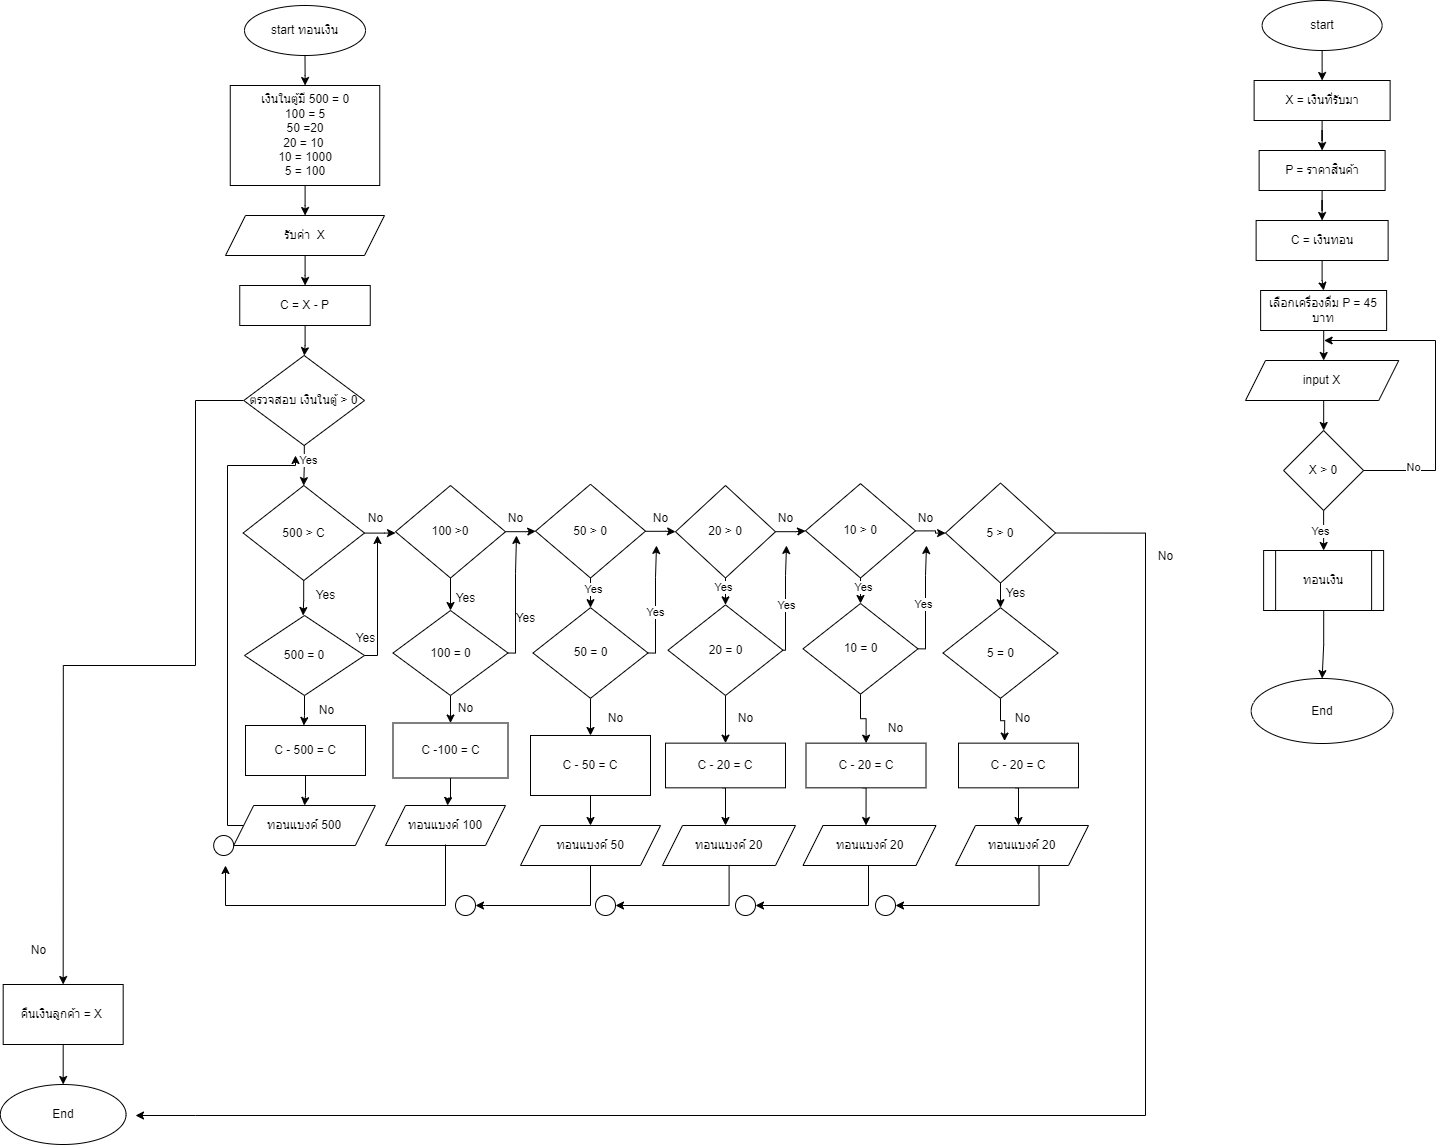 start ทอนเงิน
เงินในตู้มี 500 = 0
100 = 5
50 =20
20 = 10
10 = 1000
5 = 100
รับค่า X
C = X - P
ตรวจสอบ เงินในตู้ > 0
Yes
500 > C
No
100 >0
No
50 > 0
No
20 > 0
No
10 > 0
No
5 > 0
No
Yes
Yes
Yes
Yes
Yes
Yes
500 = 0
Yes
100 = 0
Yes
50 = 0
Yes
20 = 0
Yes
10 = 0
Yes
5 = 0
No
No
No
No
No
No
C - 500 = C
C -100 = C
C - 50 = C
C - 20 = C
C - 20 = C
C - 20 = C
ทอนแบงค์ 500
ทอนแบงค์ 100
ทอนแบงค์ 50
ทอนแบงค์ 20
ทอนแบงค์ 20
ทอนแบงค์ 20
No
คืนเงินลูกค้า = X
End
start
X = เงินที่รับมา
P = ราคาสินค้า
C = เงินทอน
เลือกเครื่องดื่ม P = 45
บาท
input X
X > 0
No
Yes
ทอนเงิน
End